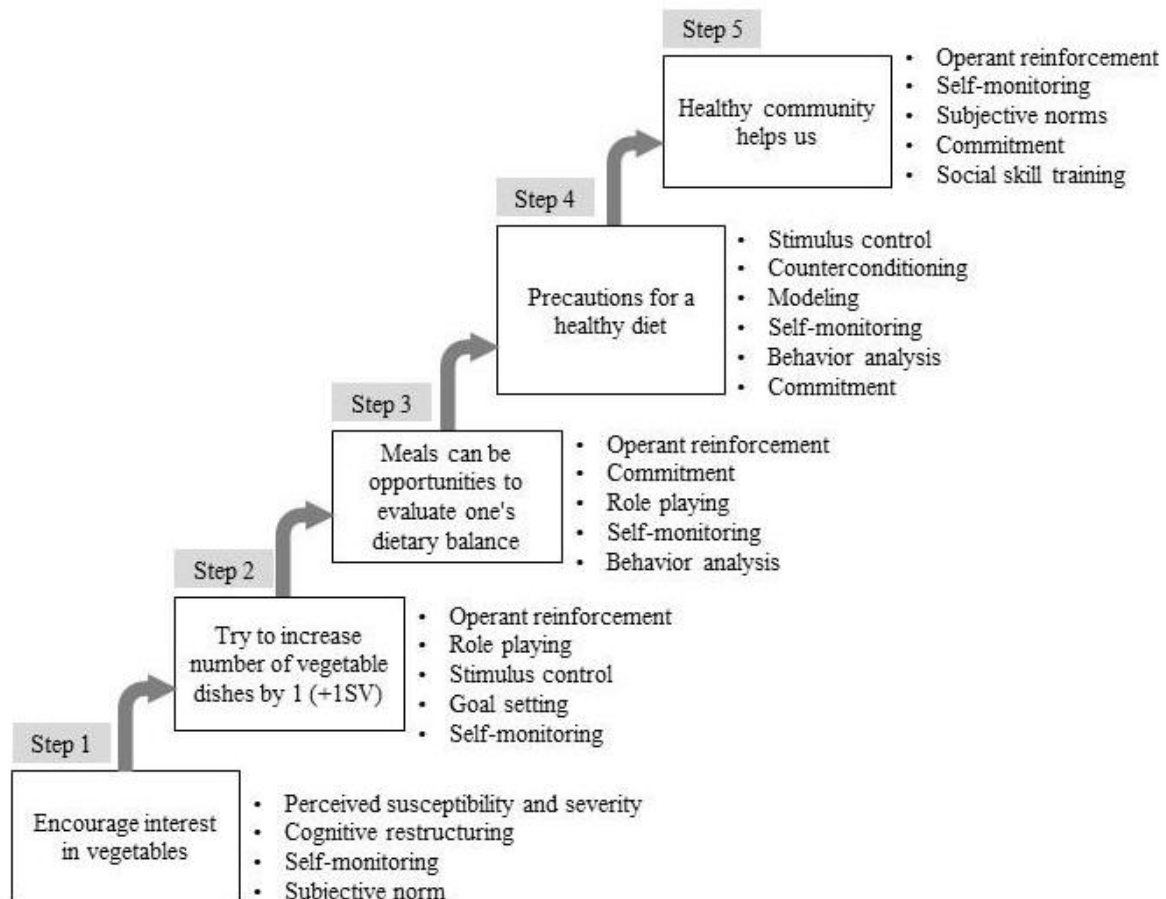 Step 5
Healthy community
helps us
• Operant reinforcement
• Self-monitoring
• Subjective norms
• Commitment
• Social skill training
Step 4
Precautions for a
healthy diet
• Stimulus control
• Counterconditioning
• Modeling
• Self-monitoring
• Behavior analysis
• Commitment
Step 3
Meals can be
opportunities to
evaluate one's
dietary balance
• Operant reinforcement
• Commitment
• Role playing
• Self-monitoring
• Behavior analysis
Step 2
Try to increase
number of vegetable
dishes by 1 (+1SV)
• Operant reinforcement
• Role playing
• Stimulus control
• Goal setting
• Self-monitoring
Step 1
Encourage interest
in vegetables
• Perceived susceptibility and severity
• Cognitive restructuring
• Self-monitoring
• Subjective norm